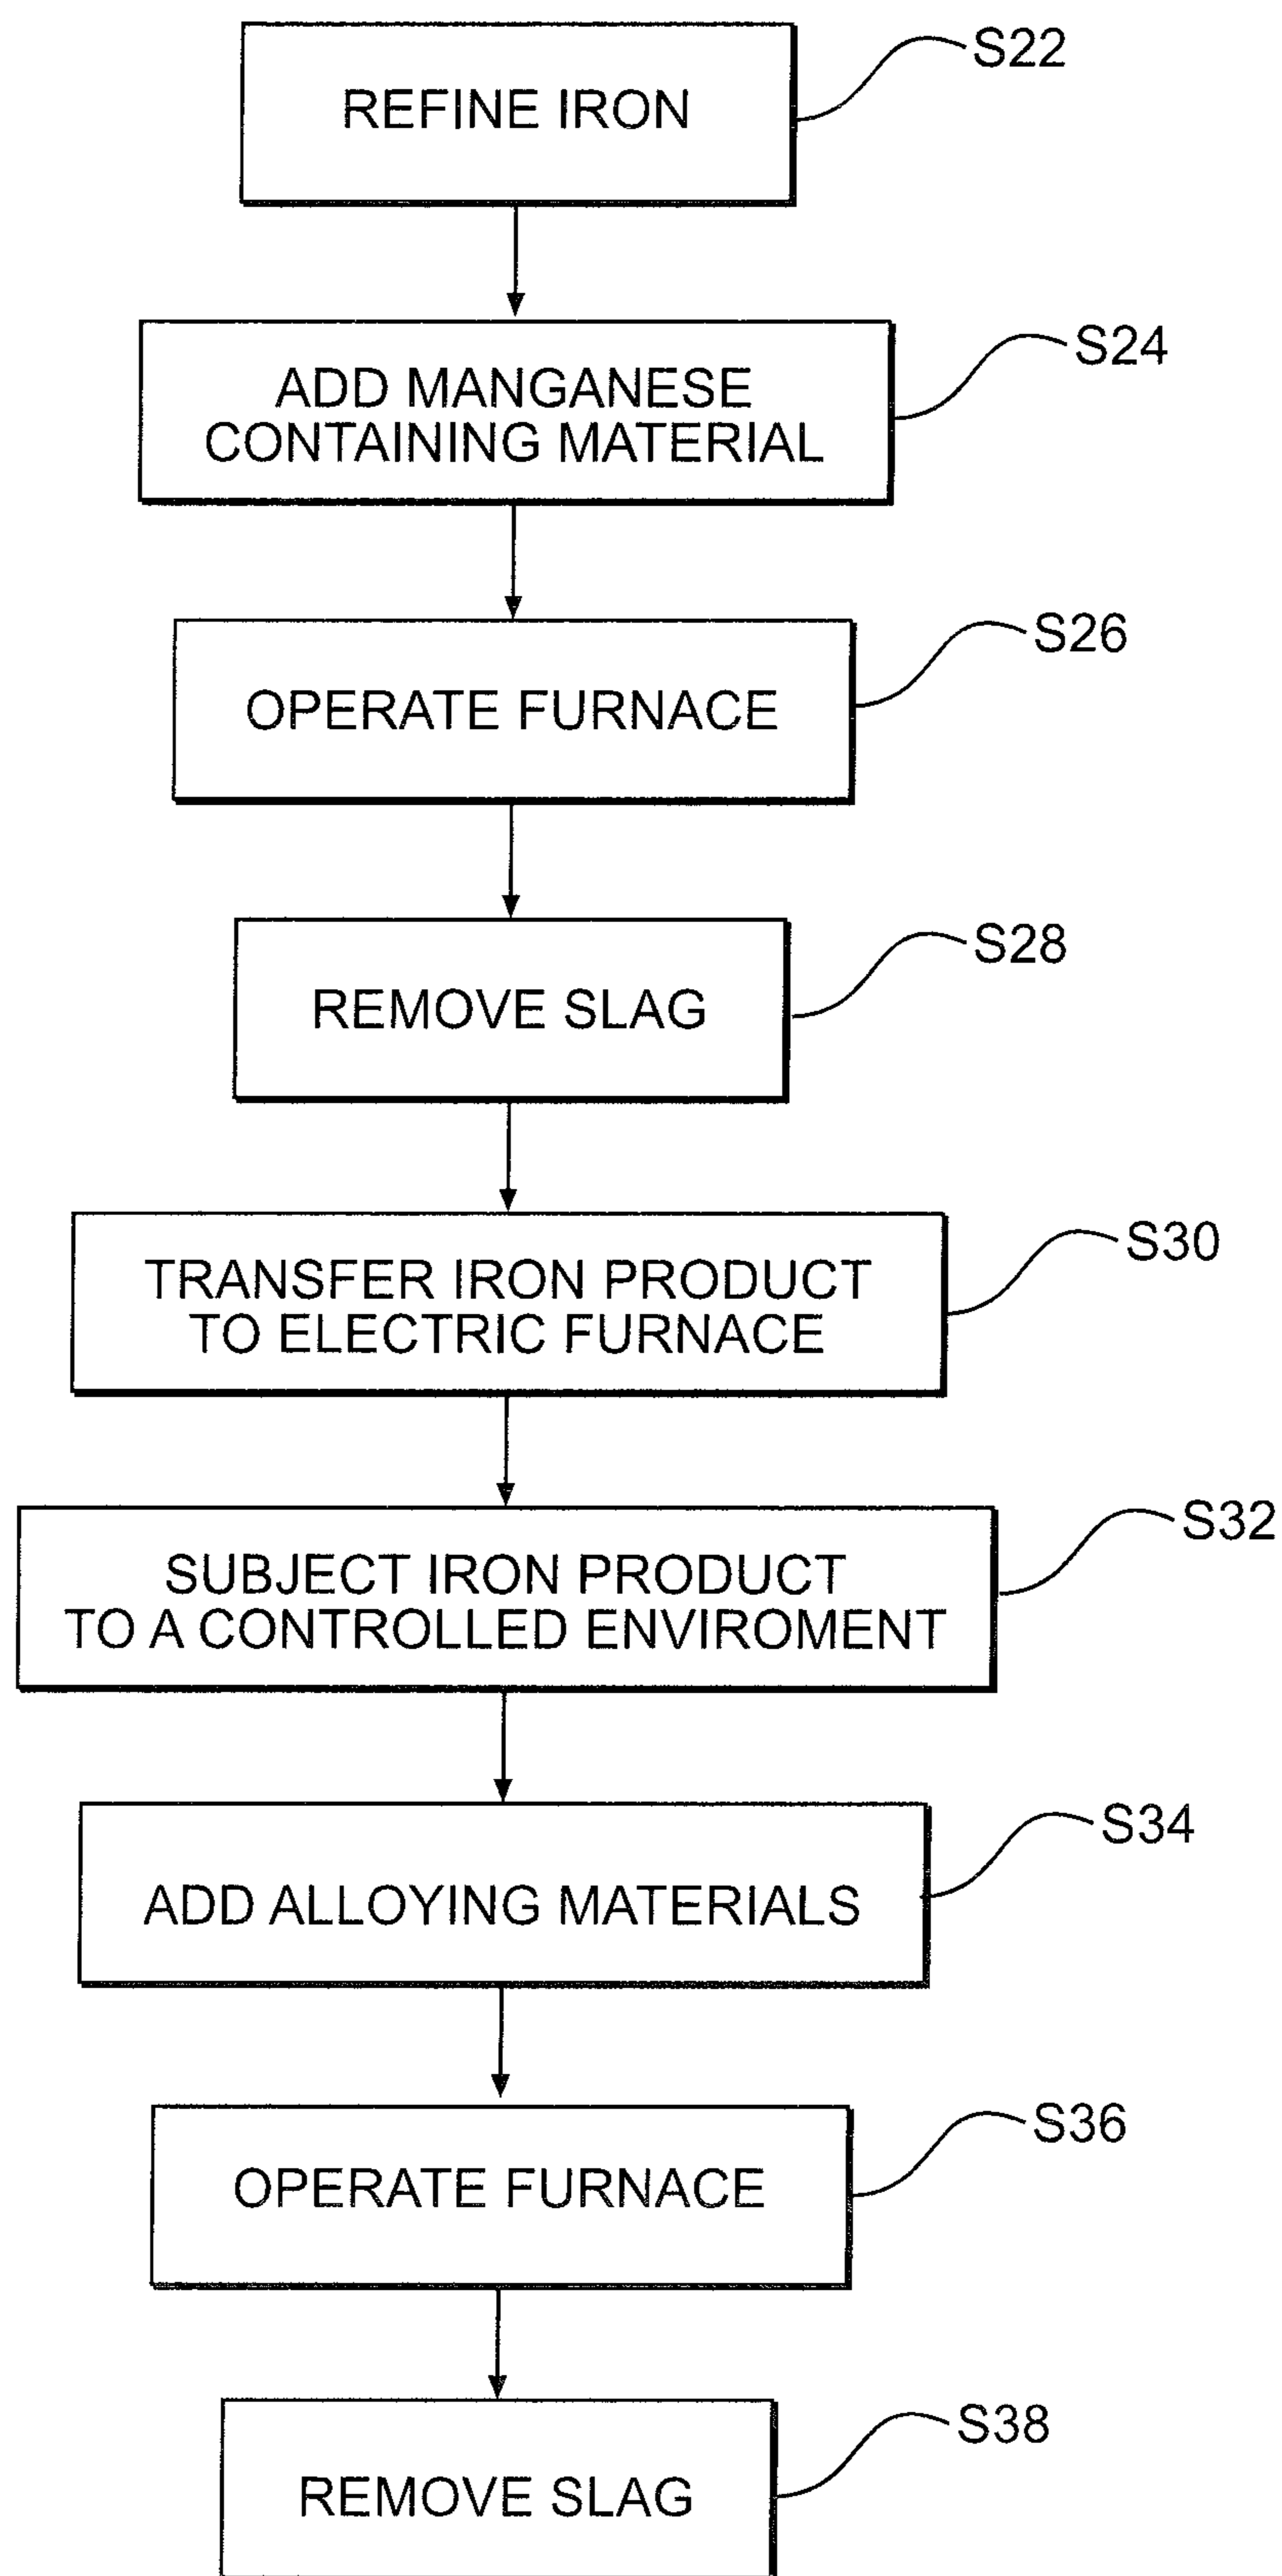 REFINE IRON
S22
ADD MANGANESE
CONTAINING MATERIAL
S24
OPERATE FURNACE
S26
REMOVE SLAG
S28
TRANSFER IRON PRODUCT
TO ELECTRIC FURNACE
S30
SUBJECT IRON PRODUCT
TO A CONTROLLED ENVIROMENT
S32
ADD ALLOYING MATERIALS
S34
OPERATE FURNACE
S36
REMOVE SLAG
S38